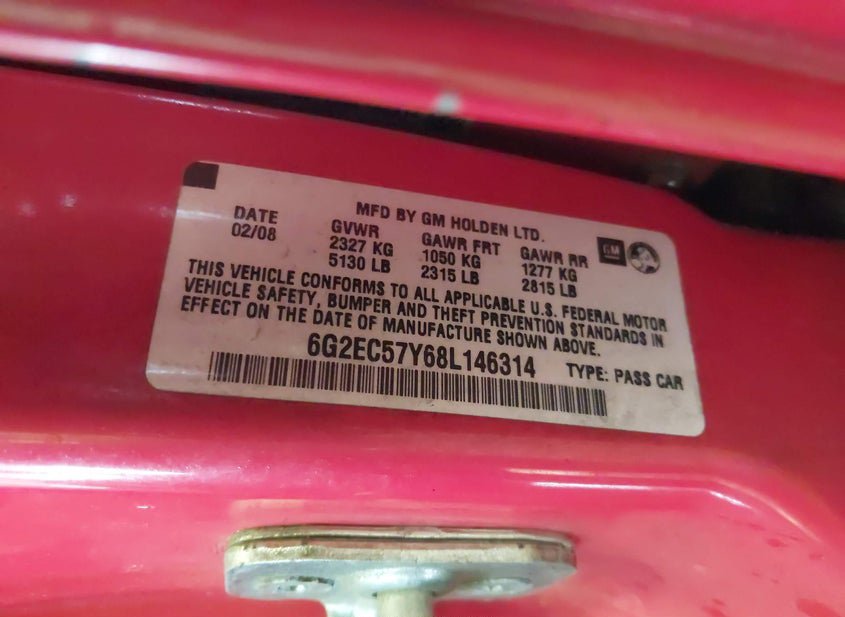 MFD BY GM HOLDEN LTD.
DATE GVWR GAWR FRT GAWR RR GM
02/08 2327 KG 1050 KG 1277 KG
5130 LB 2315 LB 2815 LB
THIS VEHICLE CONFORMS TO ALL APPLICABLE U.S. FEDERAL MOTOR
VEHICLE SAFETY, BUMPER AND THEFT PREVENTION STANDARDS IN
EFFECT ON THE DATE OF MANUFACTURE SHOWN ABOVE.
6G2EC57Y68L146314 TYPE: PASS CAR